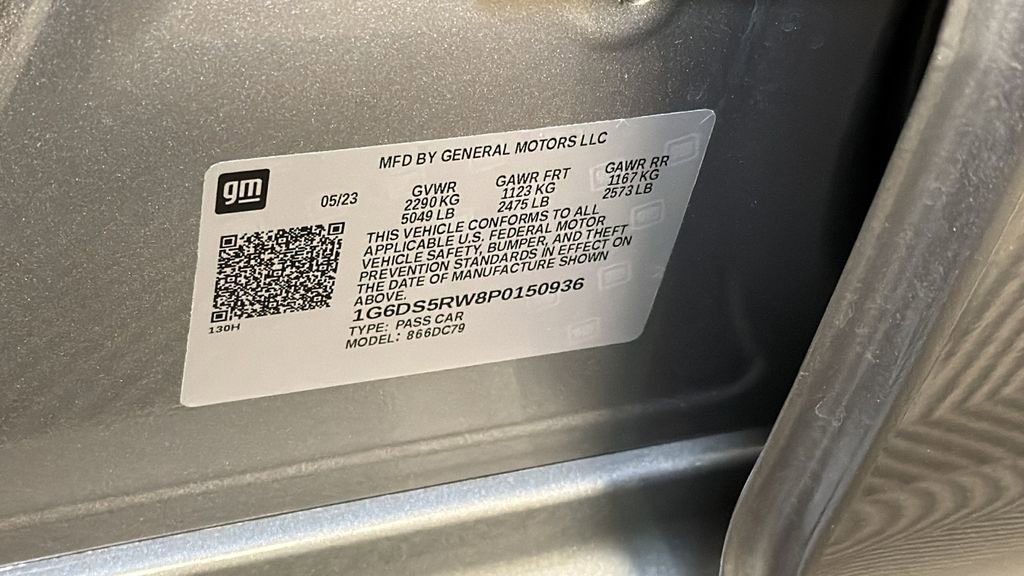 MFD BY GENERAL MOTORS LLC
gm
05/23
GVWR
2290 KG
5049 LB
GAWR FRT
1123 KG
2475 LB
GAWR RR
1167 KG
2573 LB
THIS VEHICLE CONFORMS TO ALL
APPLICABLE U.S. FEDERAL MOTOR
VEHICLE SAFETY, BUMPER, AND THEFT
PREVENTION STANDARDS IN EFFECT ON
THE DATE OF MANUFACTURE SHOWN
ABOVE.
1G6DS5RW8P0150936
TYPE: PASS CAR
MODEL: 866DC79
130H